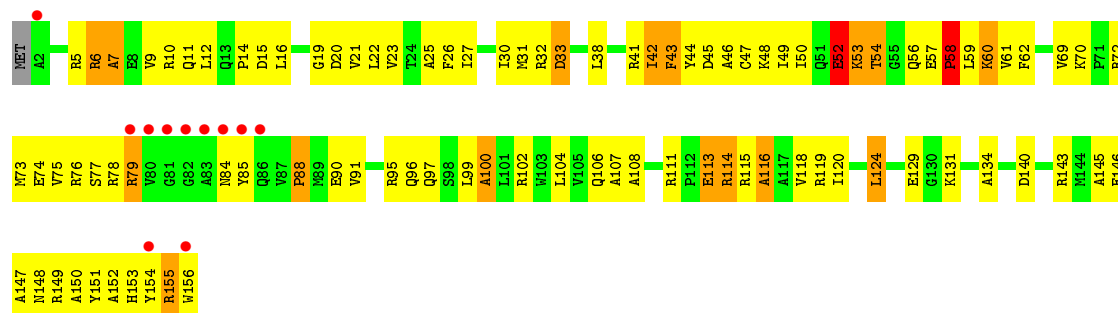 MET A2 R5 R6 A7 E8 V9 R10 Q11 L12 Q13 P14 D15 L16 G19 D20 V21 L22 V23 T24 A25 F26 I27 I30 M31 R32 D33 L38 R41 I42 F43 Y44 D45 A46 C47 K48 I49 I50 Q51 E52 K53 T54 G55 Q56 E57 P58 L59 K60 V61 F62 V69 K70 P71 R72
M73 E74 V75 R76 S77 R78 R79 V80 G81 G82 A83 N84 Y85 Q86 V87 P88 M89 E90 V91 R95 Q96 Q97 S98 L99 A100 L101 R102 W103 L104 V105 Q106 A107 A108 R111 P112 E113 R114 R115 A116 A117 V118 R119 I120 L124 E129 G130 K131 A134 D140 R143 M144 A145 E146
A147 N148 R149 A150 Y151 A152 H153 Y154 R155 W156